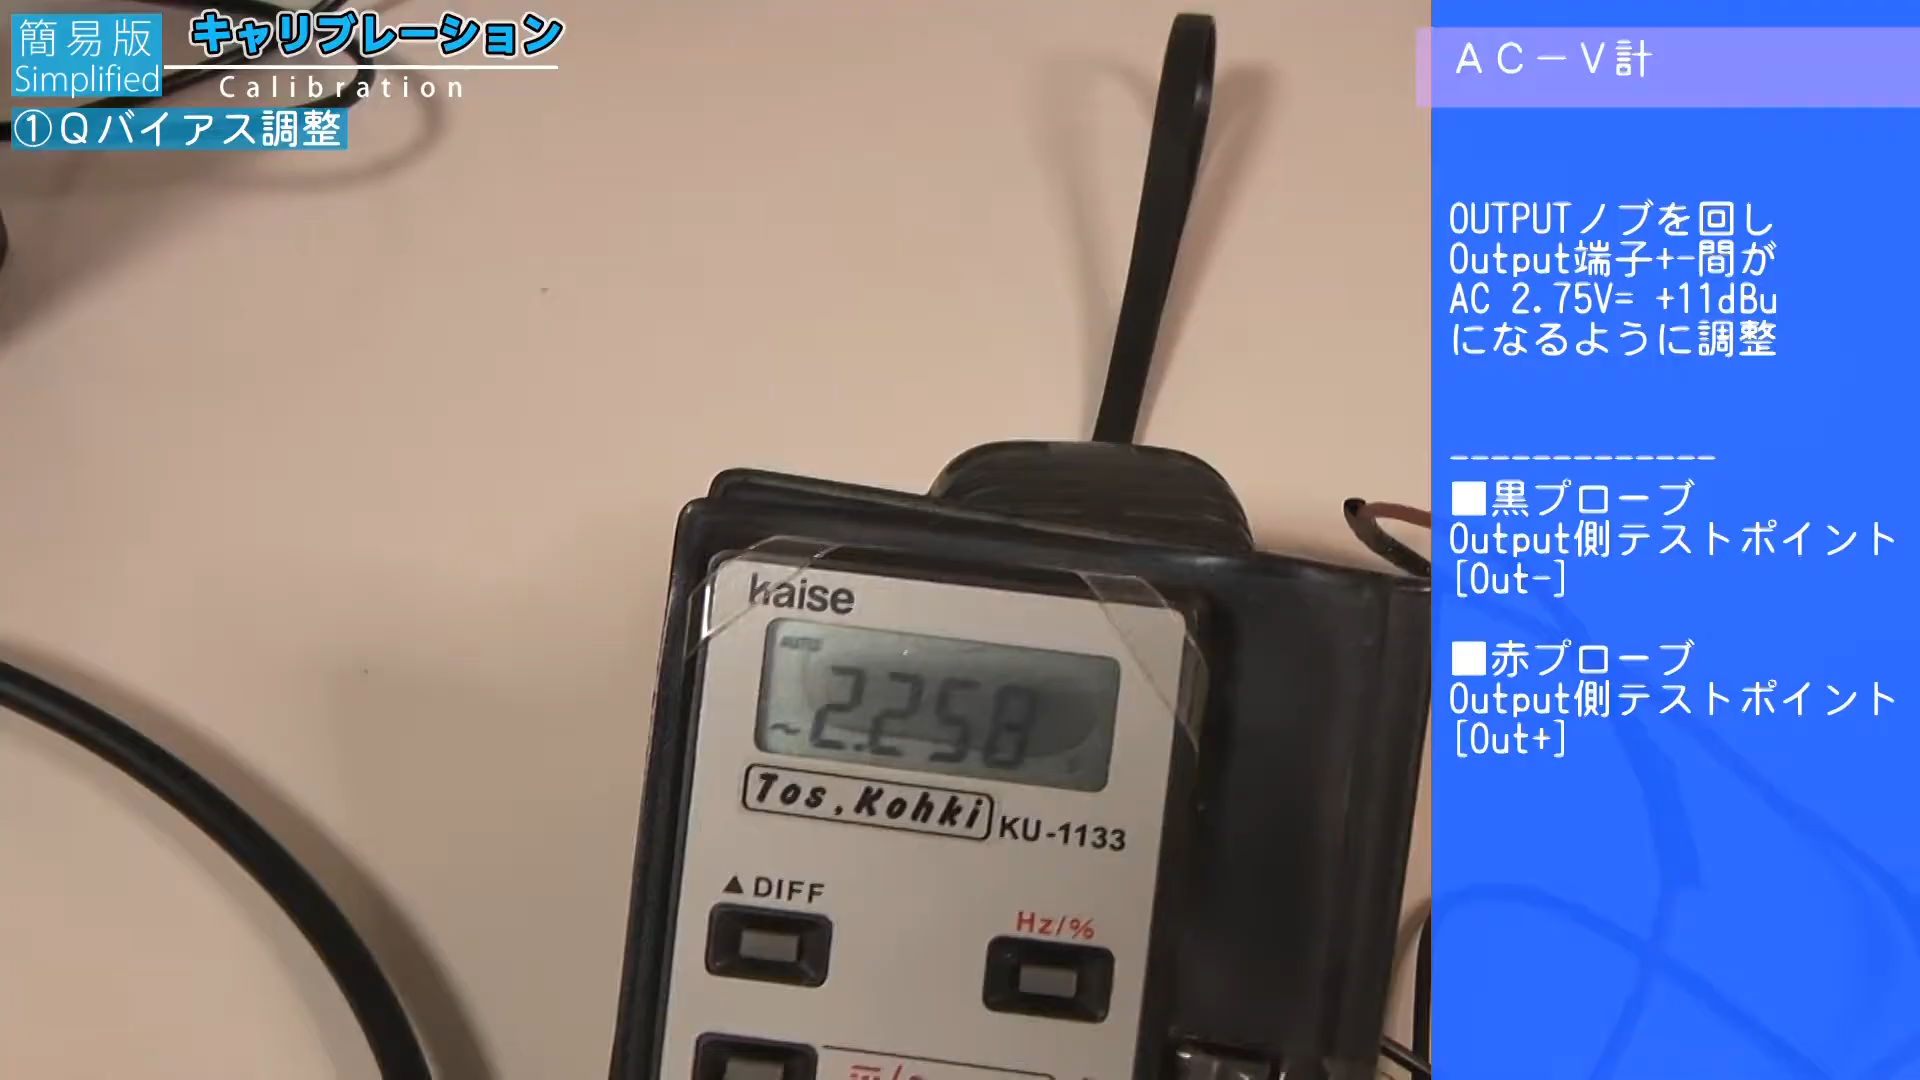 簡易版
Simplified
キャリブレーション
Calibration
①Qバイアス調整
AC－V計
OUTPUTノブを回し
Output端子+-間が
AC 2.75V= +11dBu
になるように調整
-------------
■黒プローブ
Output側テストポイント
[Out-]
■赤プローブ
Output側テストポイント
[Out+]
kaise
AUTO
~2.258
Tos,Kohki KU-1133
▲DIFF
Hz/%